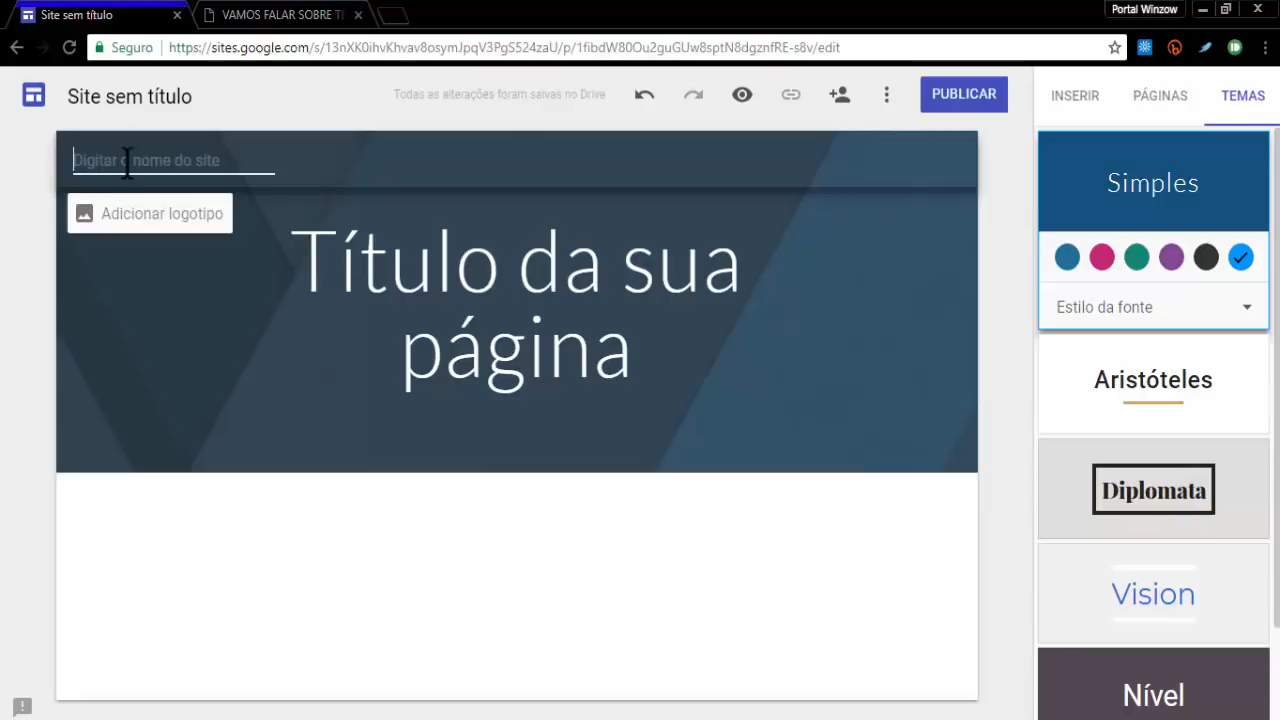 Site sem título
VAMOS FALAR SOBRE TE
Portal Winzow
Seguro
https://sites.google.com/s/13nXK0ihvKhvav8osymJpqV3PgS524zaU/p/1fibdW80Ou2guGUw8sptN8dgznfRE-s8v/edit
Site sem título
Todas as alterações foram salvas no Drive
PUBLICAR
INSERIR
PÁGINAS
TEMAS
Digitar o nome do site
Adicionar logotipo
Título da sua
página
Simples
Estilo da fonte
Aristóteles
Diplomata
Vision
Nível